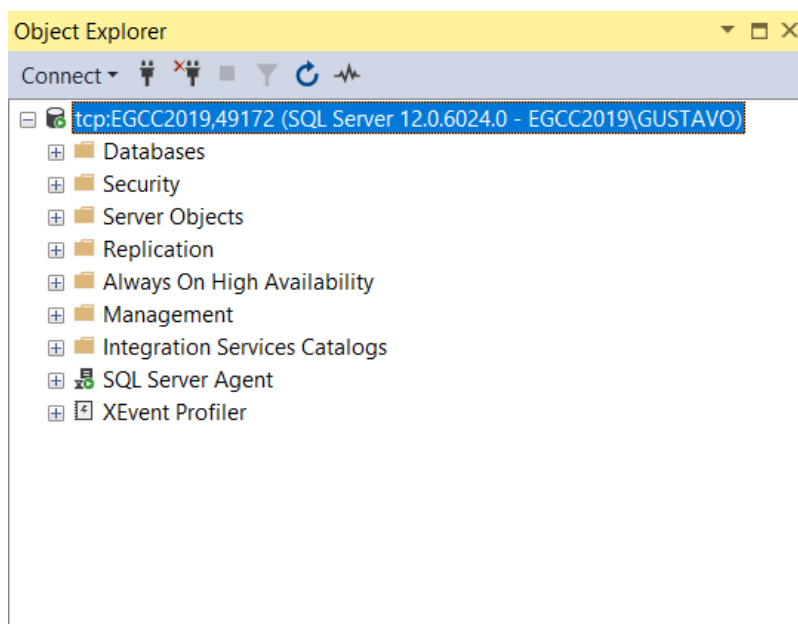 Object Explorer
Connect
tcp:EGCC2019,49172 (SQL Server 12.0.6024.0 - EGCC2019\GUSTAVO)
Databases
Security
Server Objects
Replication
Always On High Availability
Management
Integration Services Catalogs
SQL Server Agent
XEvent Profiler